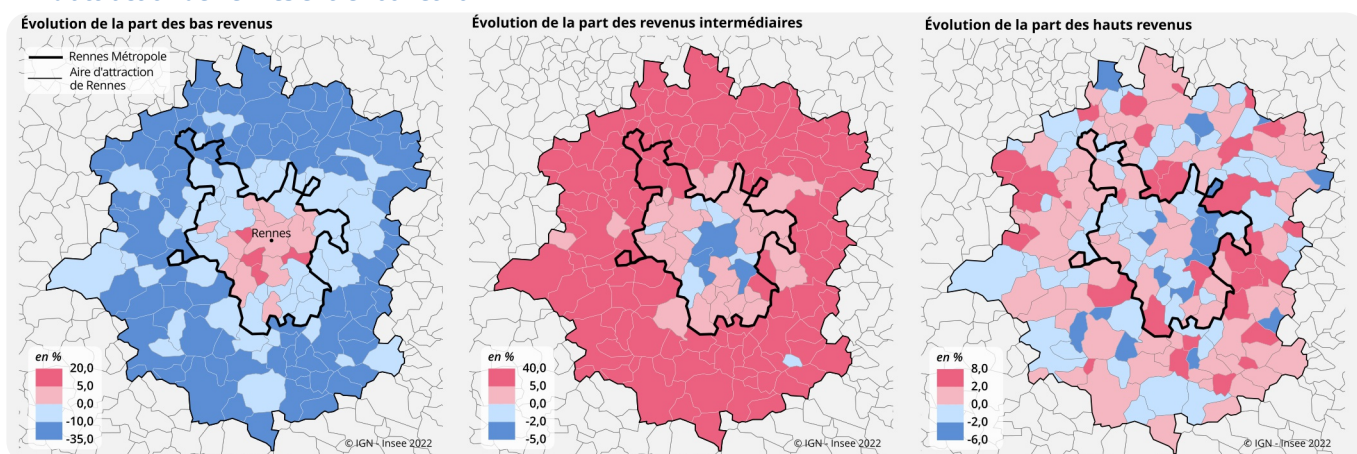 Évolution de la part des bas revenus
Rennes Métropole
Aire d'attraction
de Rennes
Rennes
en %
20,0
5,0
0,0
-10,0
-35,0
© IGN - Insee 2022
Évolution de la part des revenus intermédiaires
en %
40,0
5,0
0,0
-2,0
-5,0
© IGN - Insee 2022
Évolution de la part des hauts revenus
en %
8,0
2,0
0,0
-2,0
-6,0
© IGN - Insee 2022